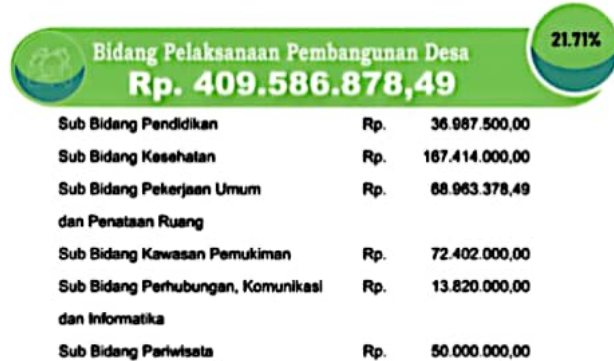 21.71%
Bidang Pelaksanaan Pembangunan Desa
Rp. 409.586.878,49
Sub Bidang Pendidikan Rp. 36.987.500,00
Sub Bidang Kesehatan Rp. 167.414.000,00
Sub Bidang Pekerjaan Umum Rp. 68.963.378,49
dan Penataan Ruang
Sub Bidang Kawasan Pemukiman Rp. 72.402.000,00
Sub Bidang Perhubungan, Komunikasi Rp. 13.820.000,00
dan Informatika
Sub Bidang Pariwisata Rp. 50.000.000,00